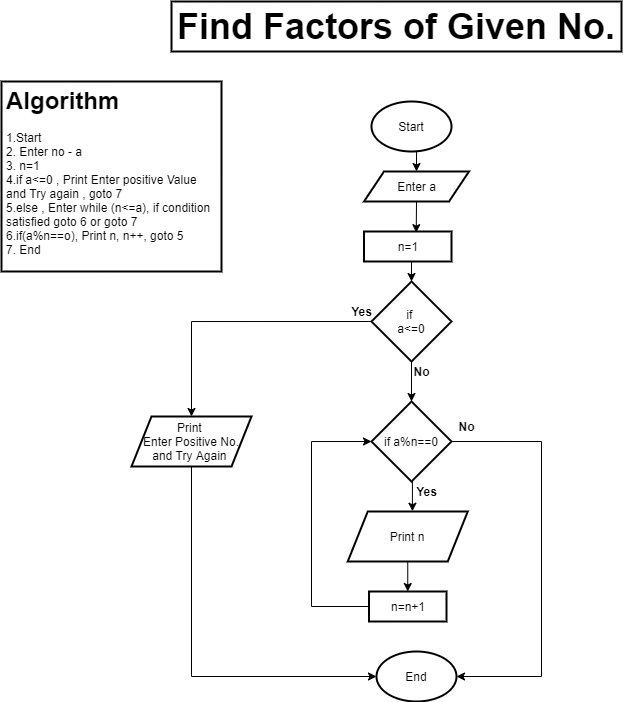 Find Factors of Given No.
Algorithm
1.Start
2. Enter no - a
3. n=1
4.if a<=0 , Print Enter positive Value
and Try again , goto 7
5.else , Enter while (n<=a), if condition
satisfied goto 6 or goto 7
6.if(a%n==o), Print n, n++, goto 5
7. End
Start
Enter a
n=1
if
a<=0
Yes
No
Print
Enter Positive No.
and Try Again
if a%n==0
No
Yes
Print n
n=n+1
End